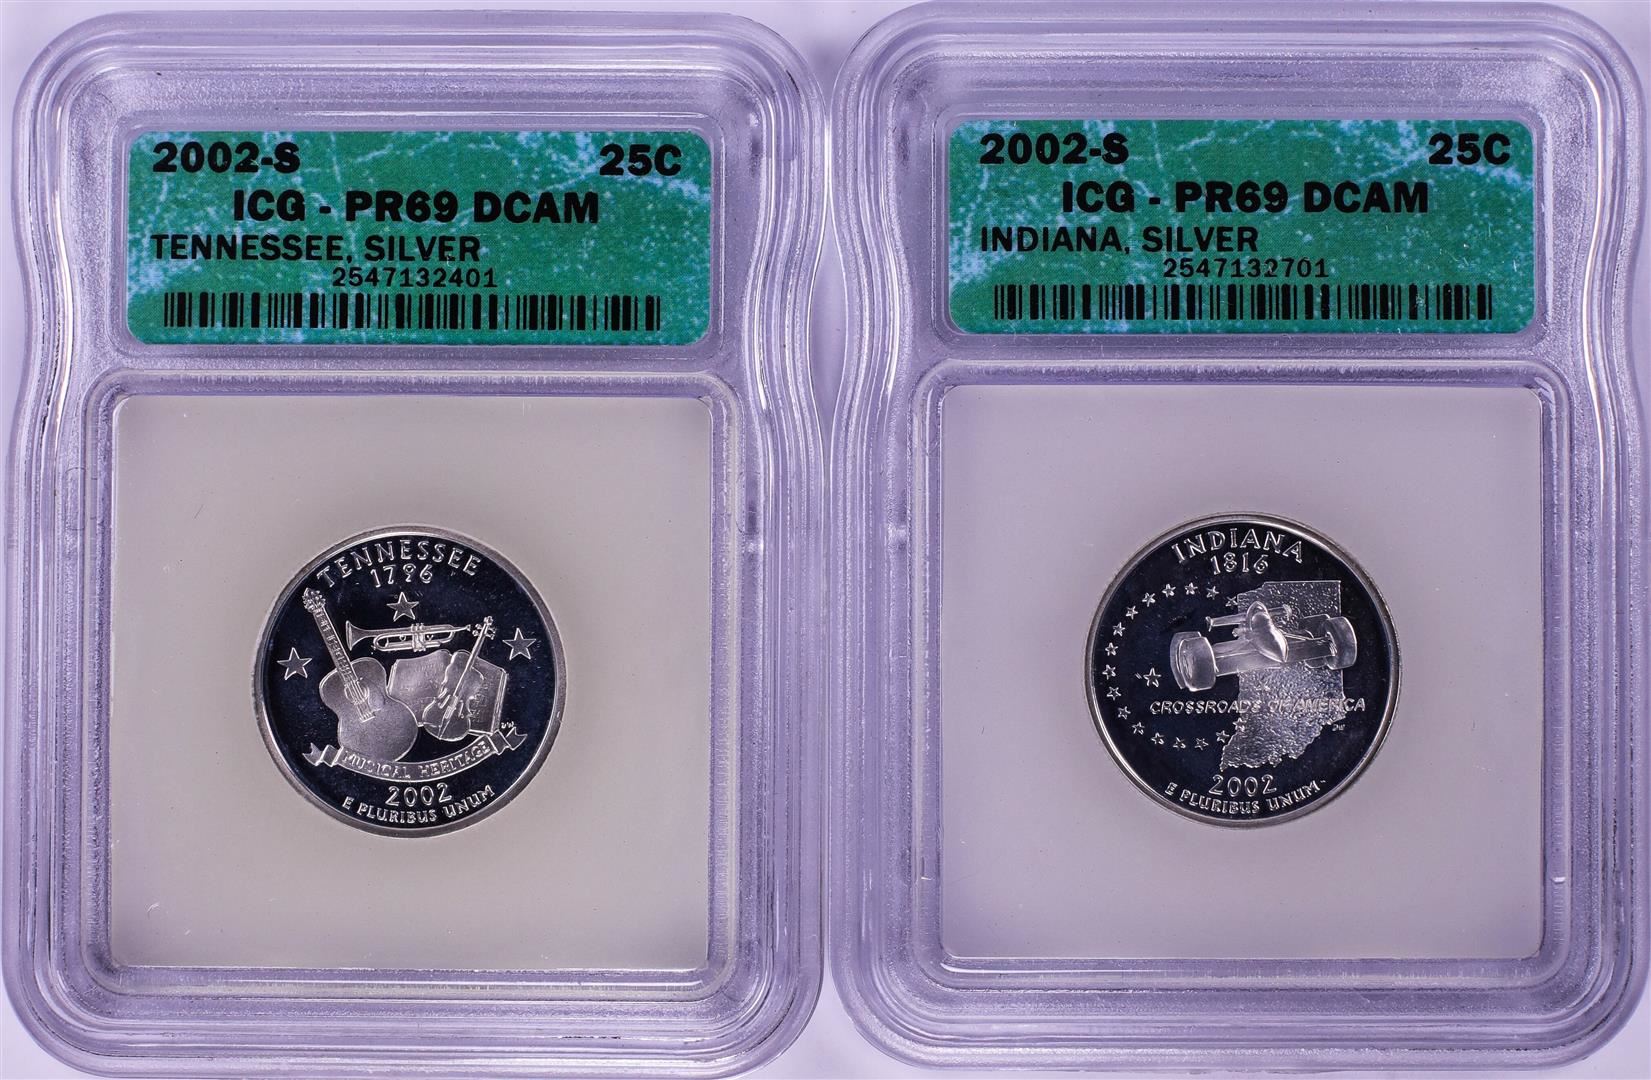 2002-S 25C
ICG - PR69 DCAM
TENNESSEE, SILVER
2547132401
TENNESSEE
1796
MUSICAL HERITAGE
2002
E PLURIBUS UNUM
2002-S 25C
ICG - PR69 DCAM
INDIANA, SILVER
2547132701
INDIANA
1816
CROSSROADS OF AMERICA
2002
E PLURIBUS UNUM